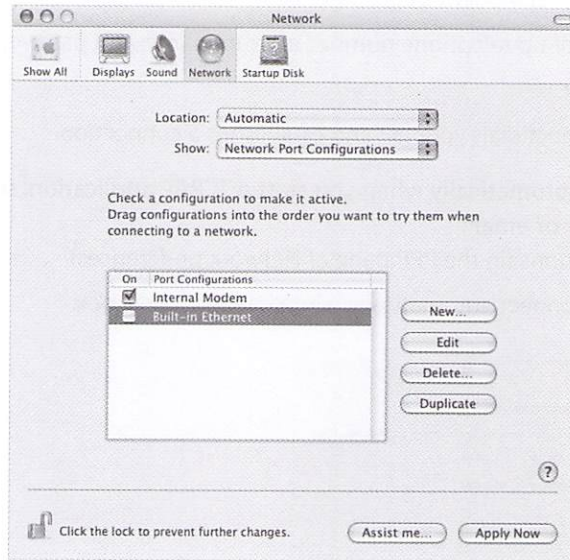 Network
Show All Displays Sound Network Startup Disk
Location: Automatic
Show: Network Port Configurations
Check a configuration to make it active.
Drag configurations into the order you want to try them when
connecting to a network.
On Port Configurations
Internal Modem
Built-in Ethernet
New...
Edit
Delete...
Duplicate
?
Click the lock to prevent further changes.
Assist me... Apply Now